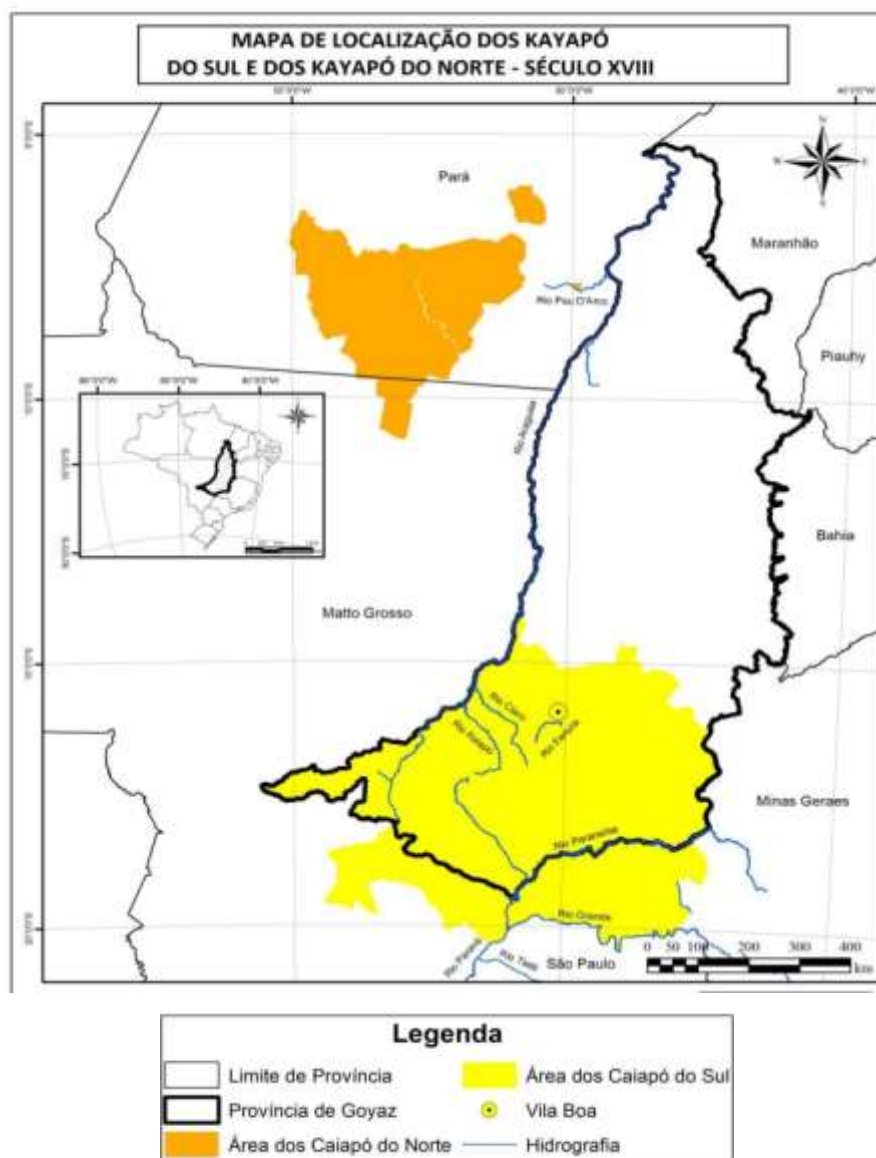 MAPA DE LOCALIZAÇÃO DOS KAYAPÓ
DO SUL E DOS KAYAPÓ DO NORTE - SÉCULO XVIII
Pará
Maranhão
Rio Pau D'Arco
Piauhy
Rio Araguaia
Bahia
Matto Grosso
Rio Claro
Rio Fartura
Minas Geraes
Rio Paranaíba
Rio Grande
Rio Paraná
Rio Tietê
São Paulo
0 50 100 200 300 400
km
Legenda
Limite de Província
Área dos Caiapó do Sul
Província de Goyaz
Vila Boa
Área dos Caiapó do Norte
Hidrografia